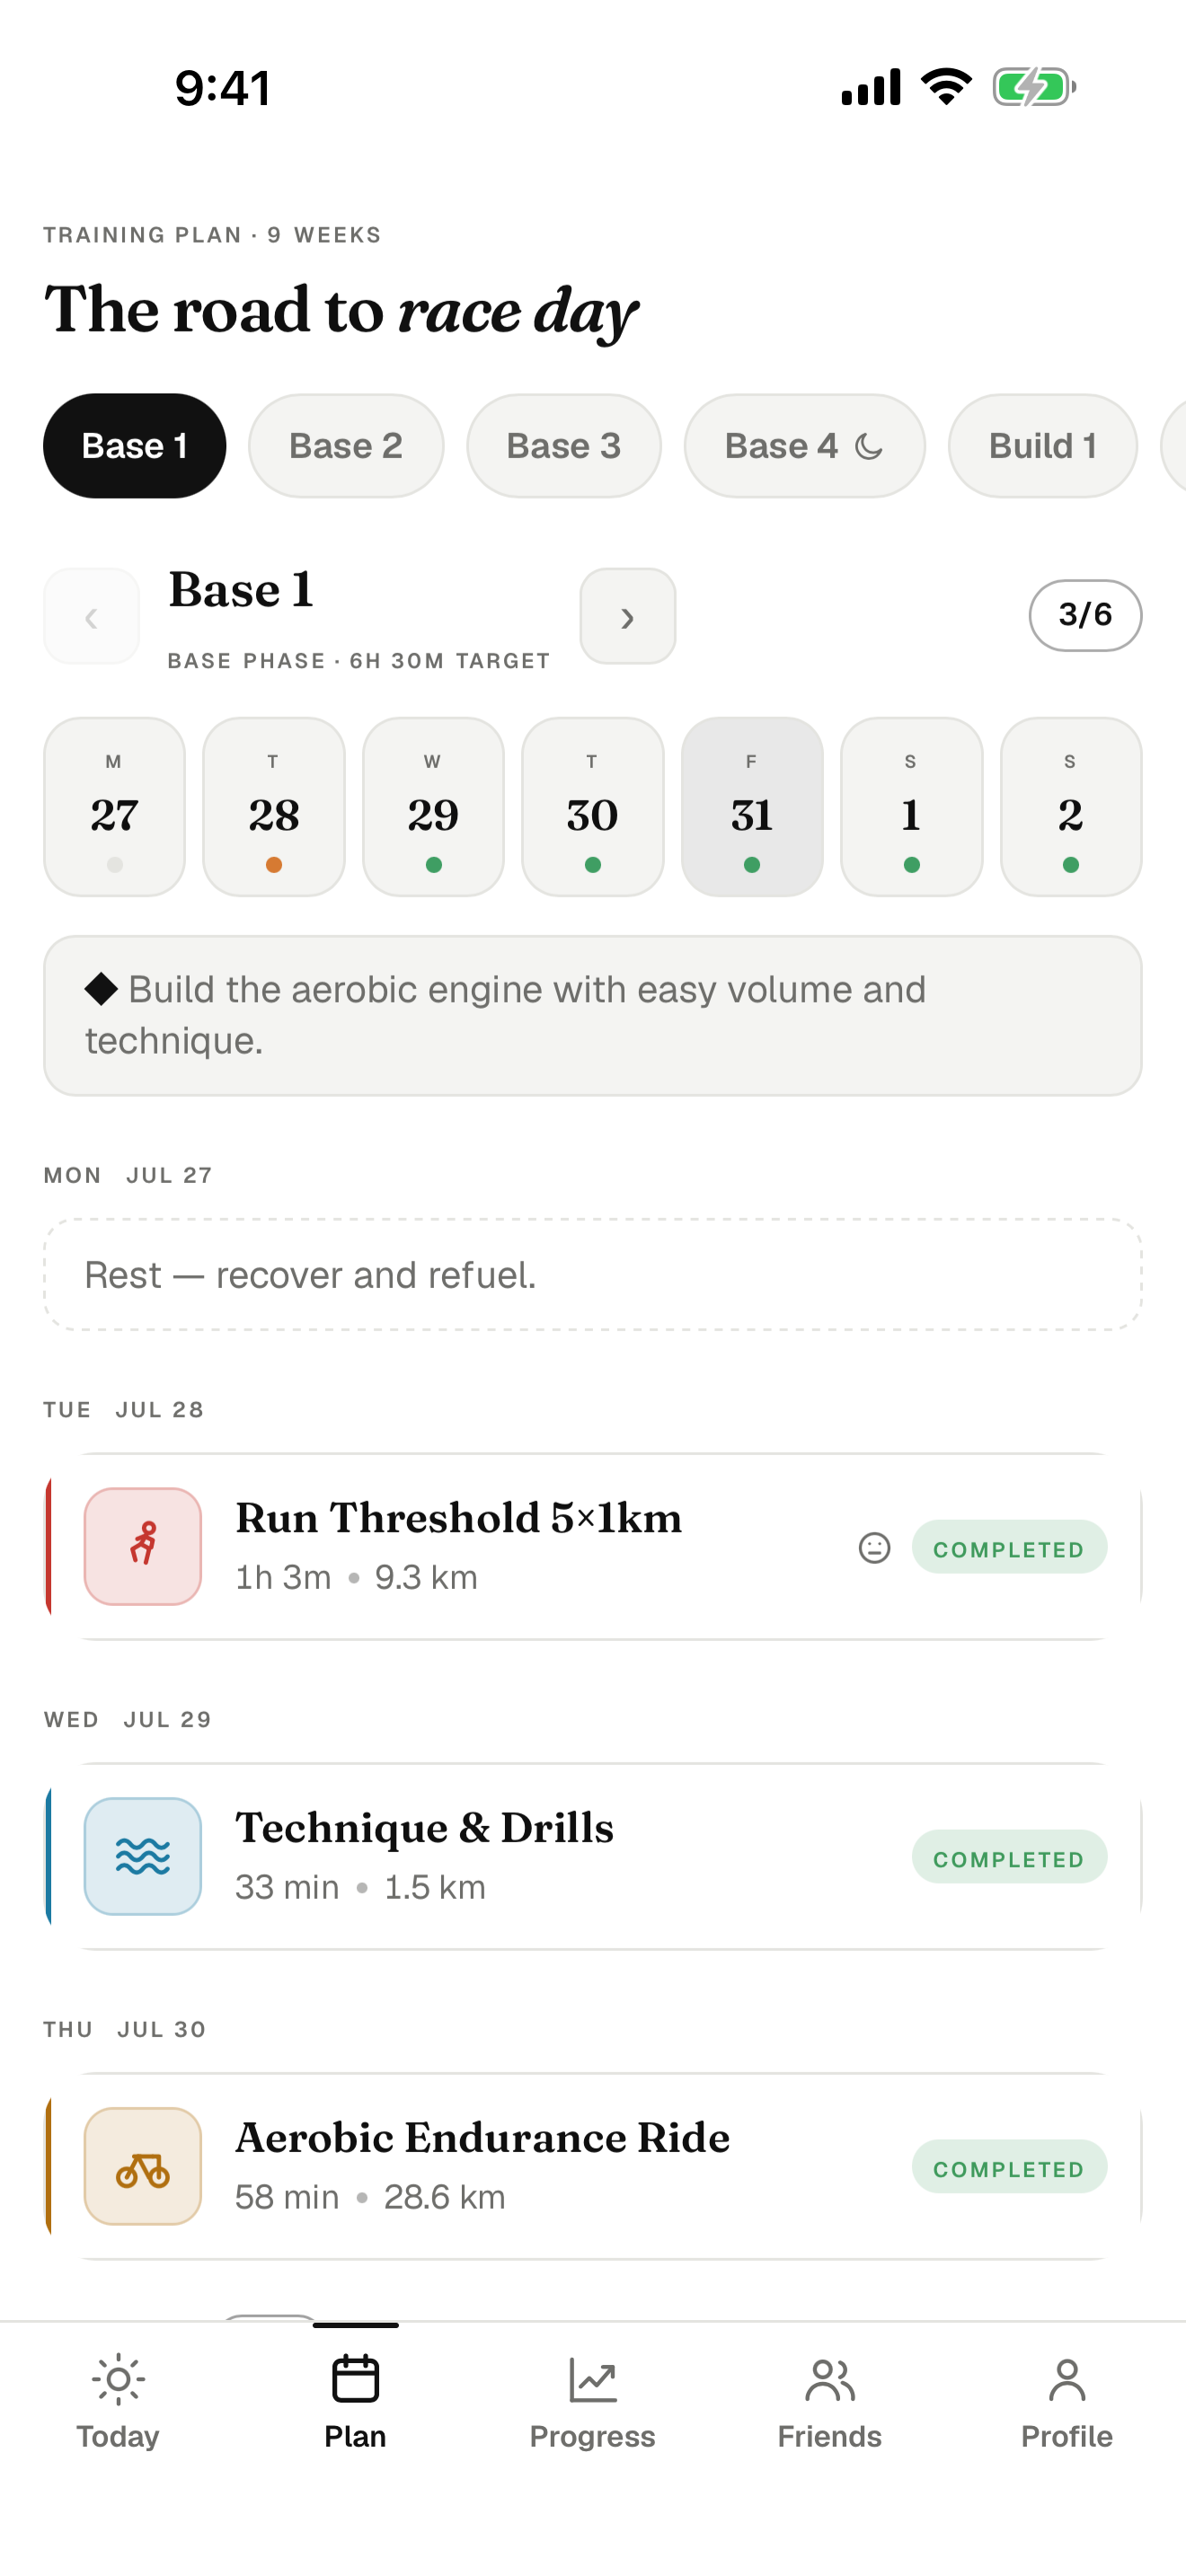 9:41
TRAINING PLAN · 9 WEEKS
The road to race day
Base 1
Base 2
Base 3
Base 4
Build 1
‹
Base 1
BASE PHASE · 6H 30M TARGET
›
3/6
M
T
W
T
F
S
S
27
28
29
30
31
1
2
◆ Build the aerobic engine with easy volume and
technique.
MON JUL 27
Rest — recover and refuel.
TUE JUL 28
Run Threshold 5×1km
1h 3m • 9.3 km
COMPLETED
WED JUL 29
Technique & Drills
33 min • 1.5 km
COMPLETED
THU JUL 30
Aerobic Endurance Ride
58 min • 28.6 km
COMPLETED
Today
Plan
Progress
Friends
Profile